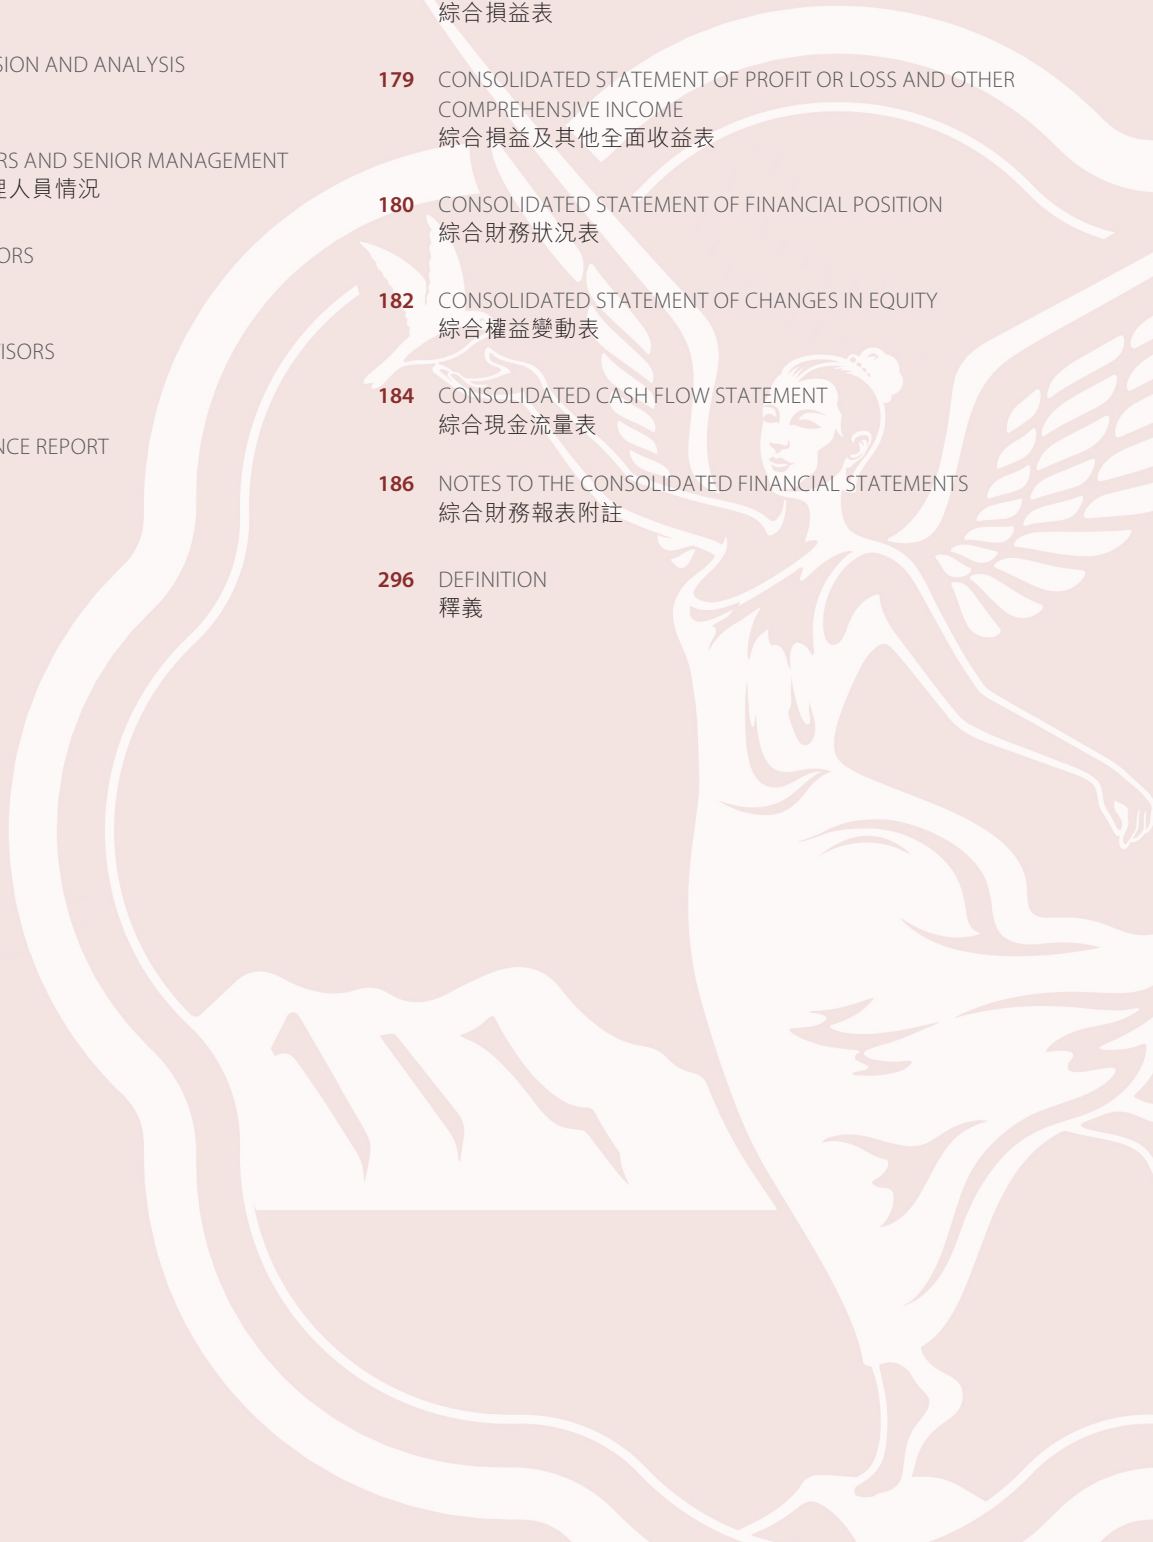 SION AND ANALYSIS
RS AND SENIOR MANAGEMENT
理人員情況
ORS
ISORS
NCE REPORT
綜合損益表
179 CONSOLIDATED STATEMENT OF PROFIT OR LOSS AND OTHER
COMPREHENSIVE INCOME
綜合損益及其他全面收益表
180 CONSOLIDATED STATEMENT OF FINANCIAL POSITION
綜合財務狀況表
182 CONSOLIDATED STATEMENT OF CHANGES IN EQUITY
綜合權益變動表
184 CONSOLIDATED CASH FLOW STATEMENT
綜合現金流量表
186 NOTES TO THE CONSOLIDATED FINANCIAL STATEMENTS
綜合財務報表附註
296 DEFINITION
釋義